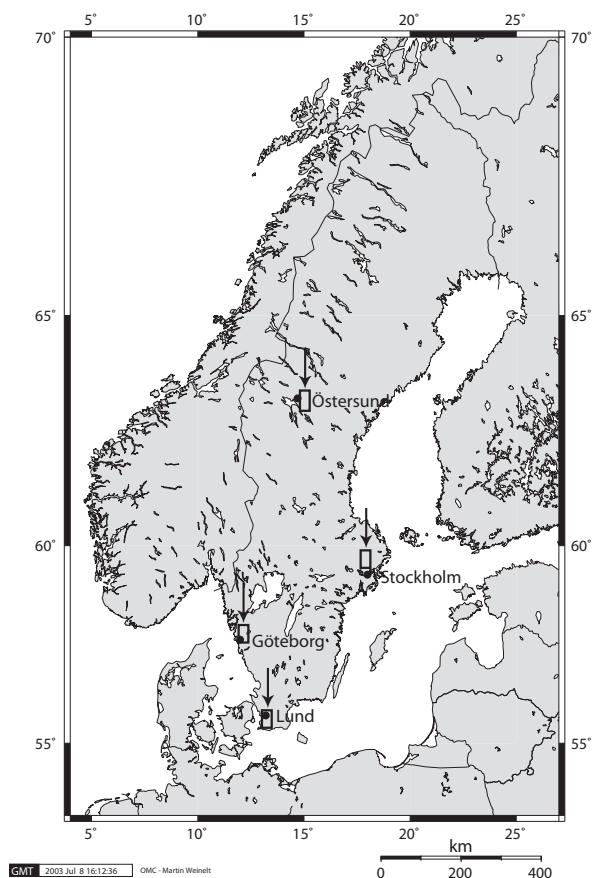 5° 10° 15° 20° 25°
70° 70°
65° 65°
Östersund
60° 60°
Stockholm
Göteborg
Lund
55° 55°
5° 10° 15° 20° 25°
km
0 200 400
GMT 2003 Jul 8 16:12:36 OMC - Martin Weinelt